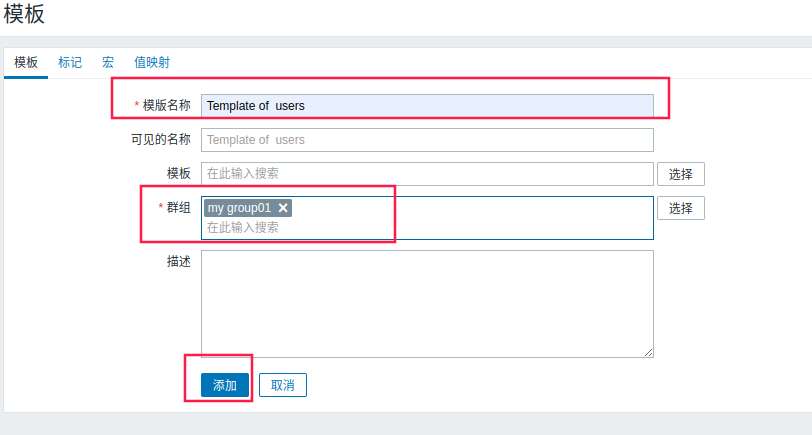 模板
模板 标记 宏 值映射
* 模版名称 Template of  users
可见的名称 Template of  users
模板 在此输入搜索 选择
* 群组 my group01 选择
在此输入搜索
描述
添加 取消